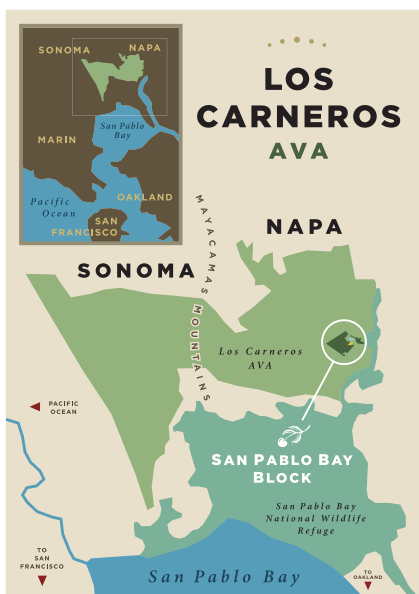 SONOMA
NAPA
San Pablo
Bay
MARIN
OAKLAND
Pacific
Ocean
SAN
FRANCISCO
LOS
CARNEROS
AVA
MAYACAMAS MOUNTAINS
NAPA
SONOMA
Los Carneros
AVA
PACIFIC
OCEAN
SAN PABLO BAY
BLOCK
San Pablo Bay
National Wildlife
Refuge
TO
SAN
FRANCISCO
San Pablo Bay
TO
OAKLAND